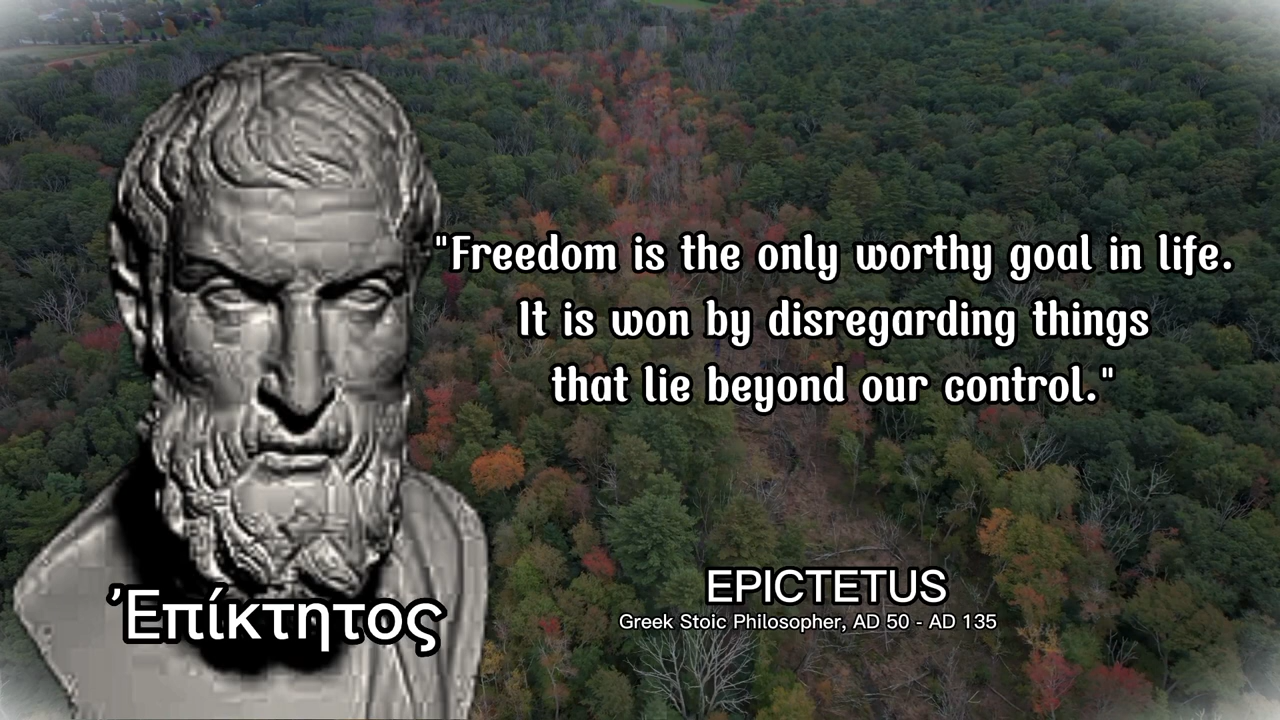 "Freedom is the only worthy goal in life.
It is won by disregarding things
that lie beyond our control."
EPICTETUS
Greek Stoic Philosopher, AD 50 - AD 135
Ἐπίκτητος